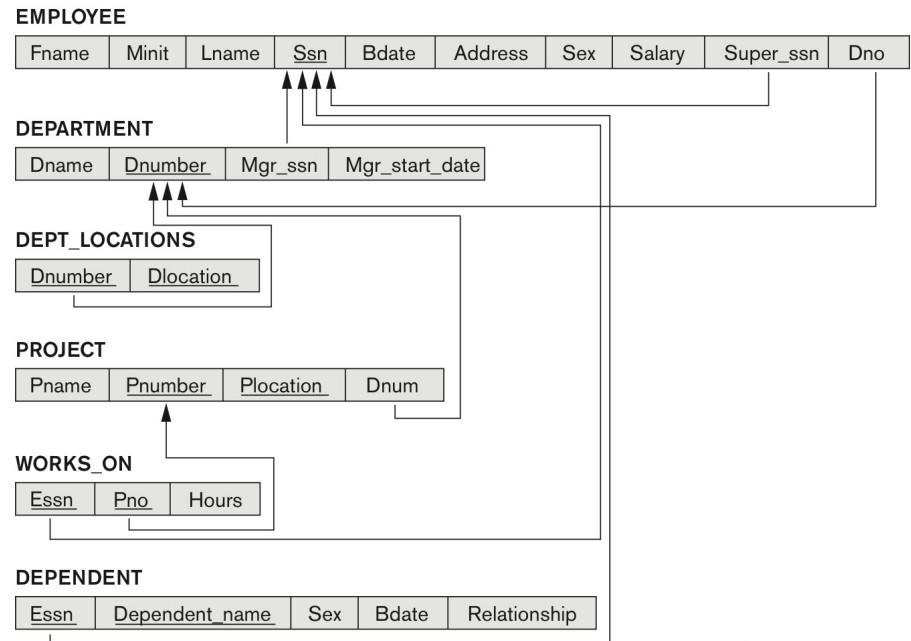 EMPLOYEE
Fname Minit Lname Ssn Bdate Address Sex Salary Super_ssn Dno
DEPARTMENT
Dname Dnumber Mgr_ssn Mgr_start_date
DEPT_LOCATIONS
Dnumber Dlocation
PROJECT
Pname Pnumber Plocation Dnum
WORKS_ON
Essn Pno Hours
DEPENDENT
Essn Dependent_name Sex Bdate Relationship